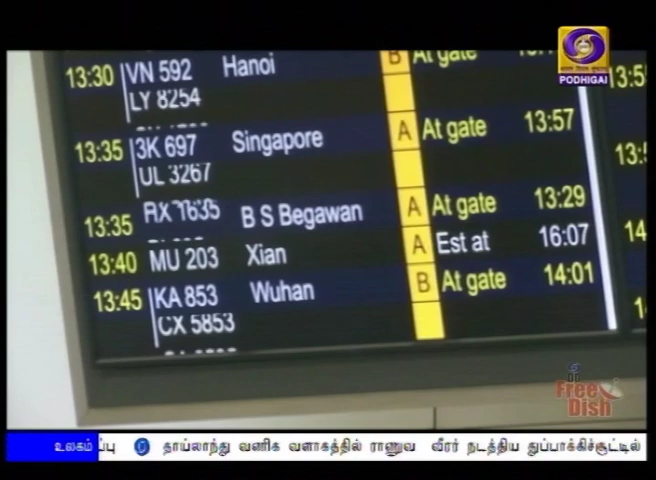 13:30 VN 592 Hanoi B At gate
LY 8254
13:35 3K 697 Singapore A At gate 13:57
UL 3267
13:35 B S Begawan A At gate 13:29
13:40 MU 203 Xian A Est at 16:07
13:45 KA 853 Wuhan B At gate 14:01
CX 5853
PODHIGAI
Free
Dish
உலகம் ப்பு தாய்லாந்து வணிக வளாகத்தில் ராணுவ வீரர் நடத்திய துப்பாக்கிச்சூட்டில்